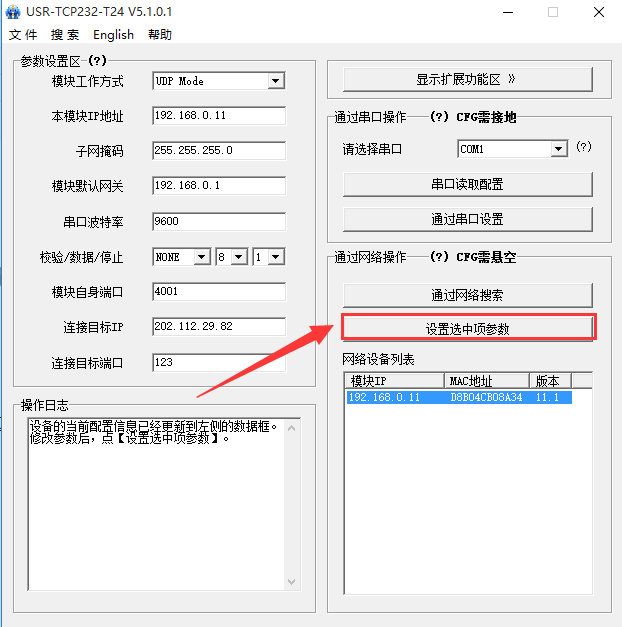 USR-TCP232-T24 V5.1.0.1
文件 搜索 English 帮助
参数设置区-(?)
模块工作方式 UDP Mode
本模块IP地址 192.168.0.11
子网掩码 255.255.255.0
模块默认网关 192.168.0.1
串口波特率 9600
校验/数据/停止 NONE 8 1
模块自身端口 4001
连接目标IP 202.112.29.82
连接目标端口 123
操作日志
设备的当前配置信息已经更新到左侧的数据框。
修改参数后，点【设置选中项参数】。
显示扩展功能区 》
通过串口操作——(?) CFG需接地
请选择串口 COM1 (?)
串口读取配置
通过串口设置
通过网络操作——(?) CFG需悬空
通过网络搜索
设置选中项参数
网络设备列表
模块IP MAC地址 版本
192.168.0.11 D8B04CB08A34 11.1